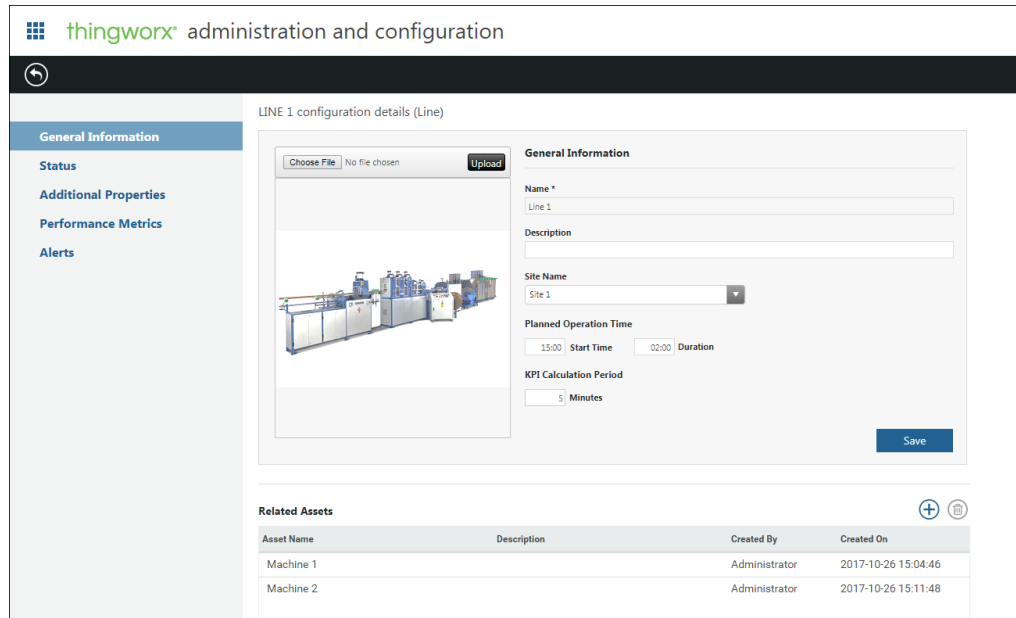 thingworx® administration and configuration
LINE 1 configuration details (Line)
General Information
Status
Additional Properties
Performance Metrics
Alerts
Choose File No file chosen Upload
General Information
Name *
Line 1
Description
Site Name
Site 1
Planned Operation Time
15:00 Start Time 02:00 Duration
KPI Calculation Period
5 Minutes
Save
Related Assets
Asset Name Description Created By Created On
Machine 1 Administrator 2017-10-26 15:04:46
Machine 2 Administrator 2017-10-26 15:11:48